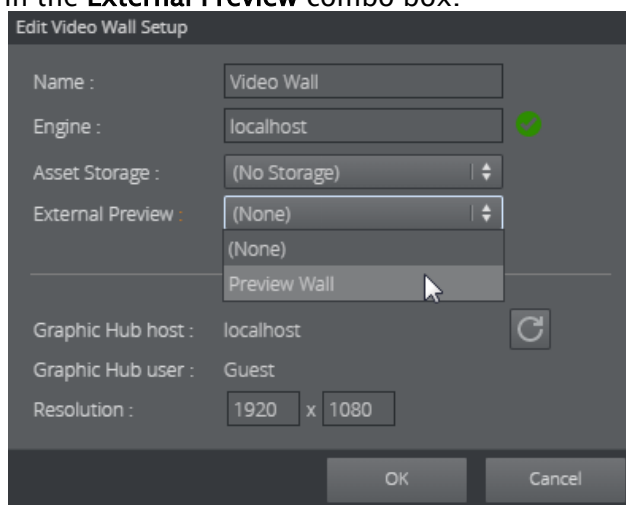 in the External Preview combo box.
Edit Video Wall Setup
Name : Video Wall
Engine : localhost
Asset Storage : (No Storage)
External Preview : (None)
(None)
Preview Wall
Graphic Hub host : localhost
Graphic Hub user : Guest
Resolution : 1920 x 1080
OK Cancel